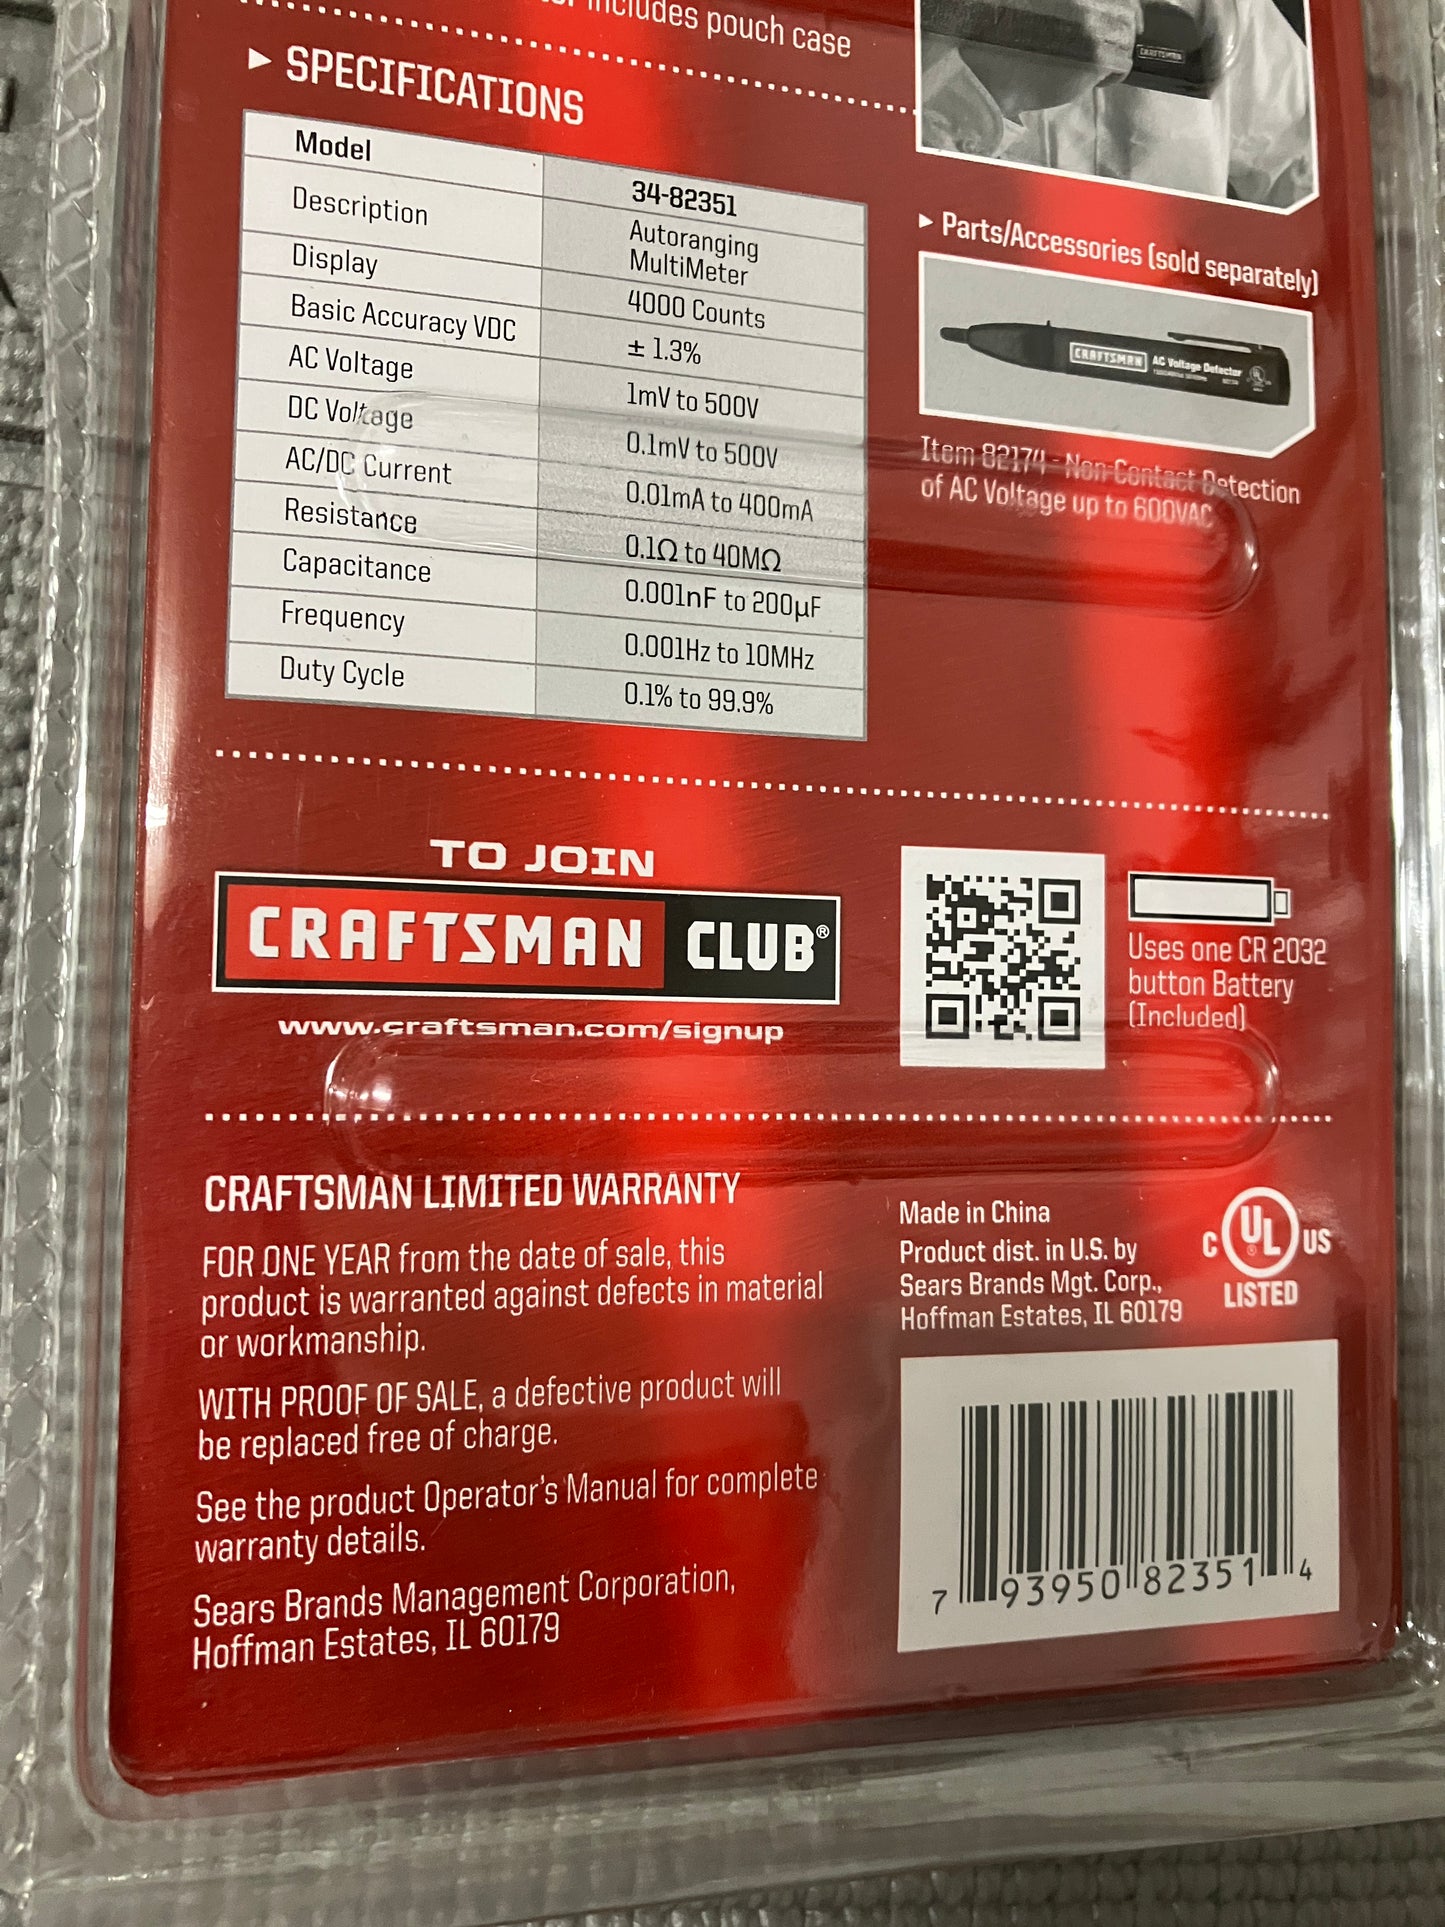 includes pouch case
► SPECIFICATIONS
Model 34-82351
Description Autoranging
MultiMeter
Display 4000 Counts
Basic Accuracy VDC ± 1.3%
AC Voltage 1mV to 500V
DC Voltage 0.1mV to 500V
AC/DC Current 0.01mA to 400mA
Resistance 0.1Ω to 40MΩ
Capacitance 0.001nF to 200µF
Frequency 0.001Hz to 10MHz
Duty Cycle 0.1% to 99.9%
CRAFTSMAN
► Parts/Accessories (sold separately)
CRAFTSMAN AC Voltage Detector
Item 82174 - Non-Contact Detection
of AC Voltage up to 600VAC
TO JOIN
CRAFTSMAN CLUB®
www.craftsman.com/signup
Uses one CR 2032
button Battery
(Included)
CRAFTSMAN LIMITED WARRANTY
FOR ONE YEAR from the date of sale, this
product is warranted against defects in material
or workmanship.
WITH PROOF OF SALE, a defective product will
be replaced free of charge.
See the product Operator's Manual for complete
warranty details.
Sears Brands Management Corporation,
Hoffman Estates, IL 60179
Made in China
Product dist. in U.S. by
Sears Brands Mgt. Corp.,
Hoffman Estates, IL 60179
C UL® US
LISTED
7 93950 82351 4